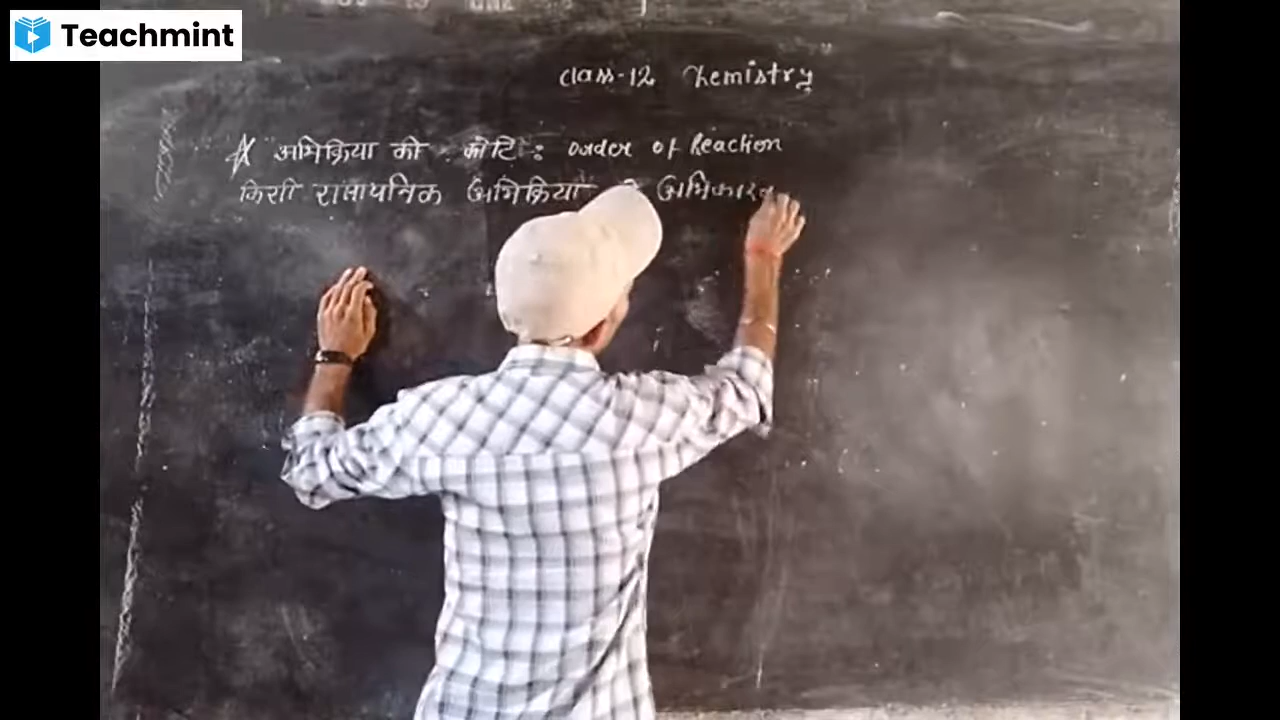 Teachmint
class-12 Chemistry
अभिक्रिया की कोटि : order of Reaction
किसी रासायनिक अभिक्रिया अभिकारक